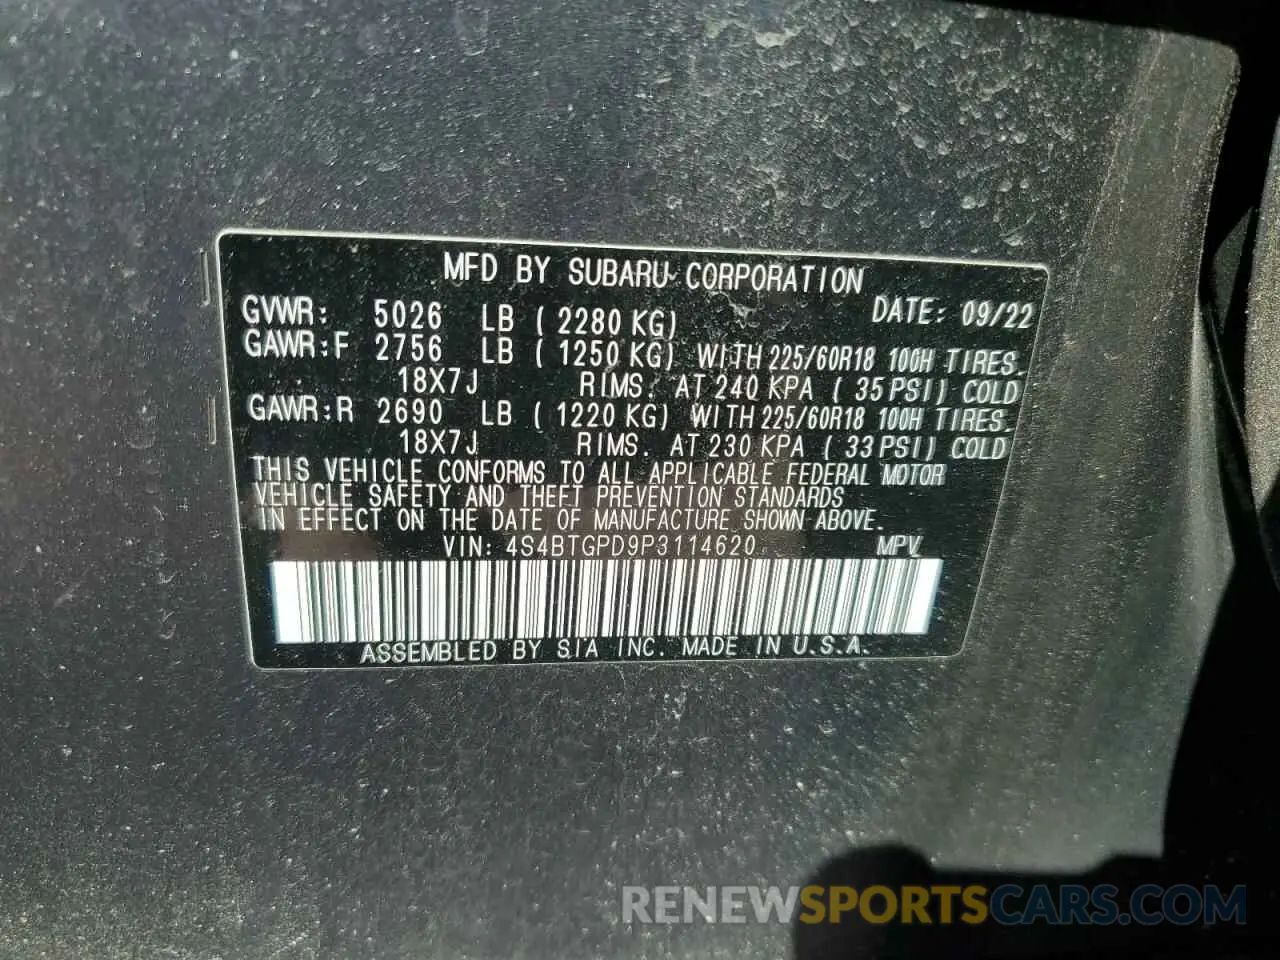 MFD BY SUBARU CORPORATION
GVWR: 5026 LB ( 2280 KG) DATE: 09/22
GAWR:F 2756 LB ( 1250 KG) WITH 225/60R18 100H TIRES.
18X7J RIMS. AT 240 KPA ( 35 PSI) COLD
GAWR:R 2690 LB ( 1220 KG) WITH 225/60R18 100H TIRES.
18X7J RIMS. AT 230 KPA ( 33 PSI) COLD
THIS VEHICLE CONFORMS TO ALL APPLICABLE FEDERAL MOTOR
VEHICLE SAFETY AND THEFT PREVENTION STANDARDS
IN EFFECT ON THE DATE OF MANUFACTURE SHOWN ABOVE.
VIN: 4S4BTGPD9P3114620 MPV
ASSEMBLED BY SIA INC. MADE IN U.S.A.
RENEWSPORTSCARS.COM